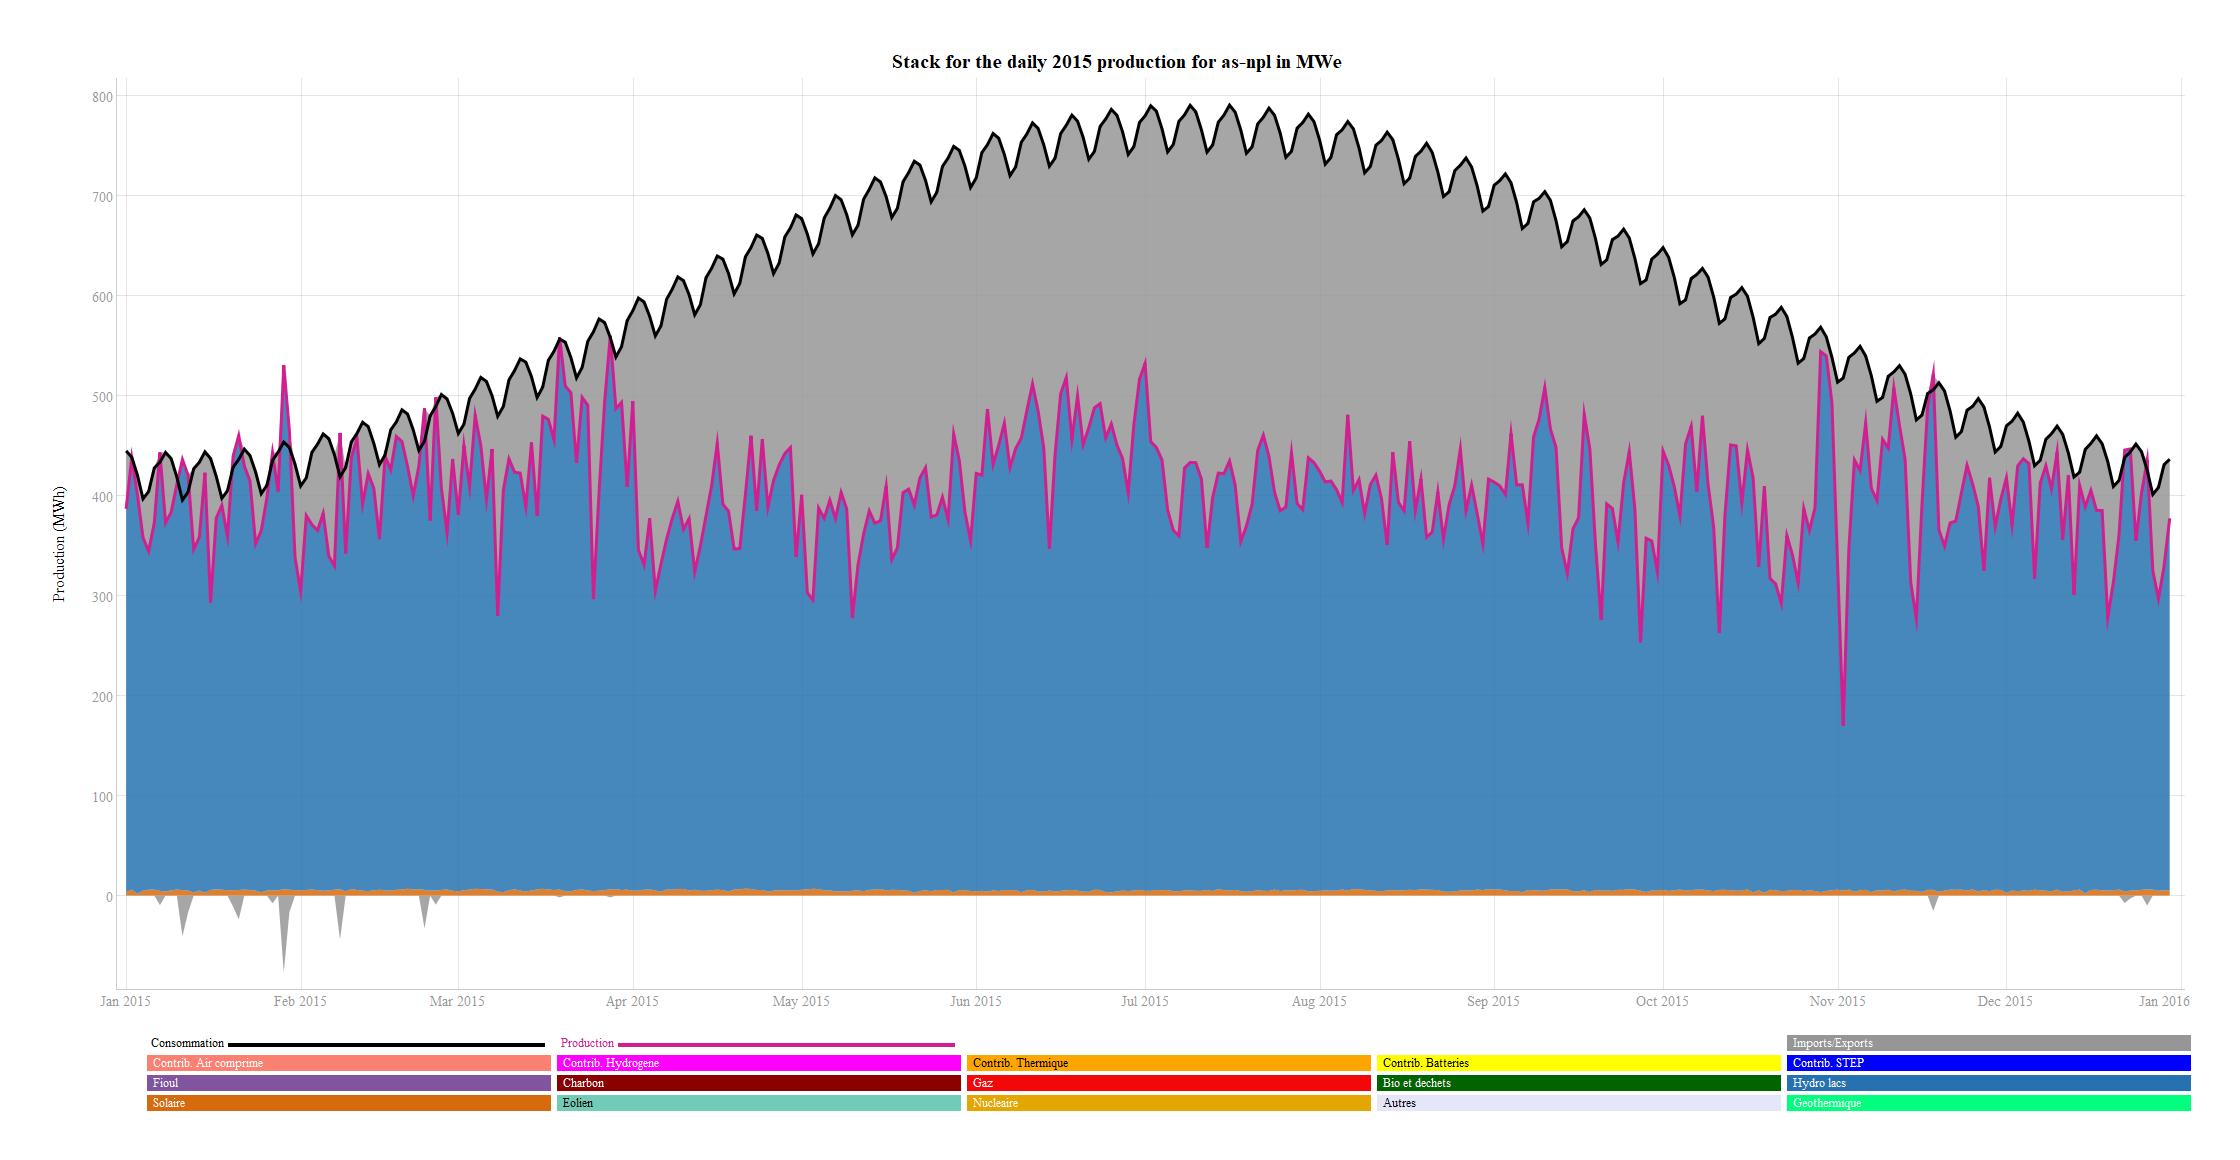 Stack for the daily 2015 production for as-npl in MWe
800
700
600
500
400
300
200
100
0
Production (MWh)
Jan 2015 Feb 2015 Mar 2015 Apr 2015 May 2015 Jun 2015 Jul 2015 Aug 2015 Sep 2015 Oct 2015 Nov 2015 Dec 2015 Jan 2016
Consommation Production Imports/Exports
Contrib. Air comprime Contrib. Hydrogene Contrib. Thermique Contrib. Batteries Contrib. STEP
Fioul Charbon Gaz Bio et dechets Hydro lacs
Solaire Eolien Nucleaire Autres Geothermique